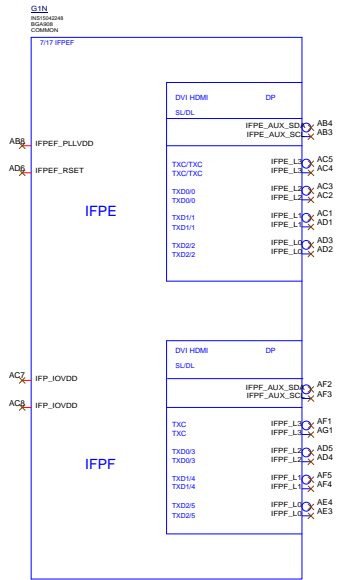 G1N
INS15042248
BGA908
COMMON
7/17 IFPEF
DVI HDMI DP
SL/DL
IFPE_AUX_SDA AB4
IFPE_AUX_SCL AB3
AB8 IFPEF_PLLVDD
AD6 IFPEF_RSET
TXC/TXC IFPE_L3 AC5
TXC/TXC IFPE_L3 AC4
TXD0/0 IFPE_L2 AC3
TXD0/0 IFPE_L2 AC2
IFPE
TXD1/1 IFPE_L1 AC1
TXD1/1 IFPE_L1 AD1
TXD2/2 IFPE_L0 AD3
TXD2/2 IFPE_L0 AD2
DVI HDMI DP
SL/DL
AC7 IFP_IOVDD
IFPF_AUX_SDA AF2
IFPF_AUX_SCL AF3
AC8 IFP_IOVDD
TXC IFPF_L3 AF1
TXC IFPF_L3 AG1
TXD0/3 IFPF_L2 AD5
TXD0/3 IFPF_L2 AD4
IFPF
TXD1/4 IFPF_L1 AF5
TXD1/4 IFPF_L1 AF4
TXD2/5 IFPF_L0 AE4
TXD2/5 IFPF_L0 AE3